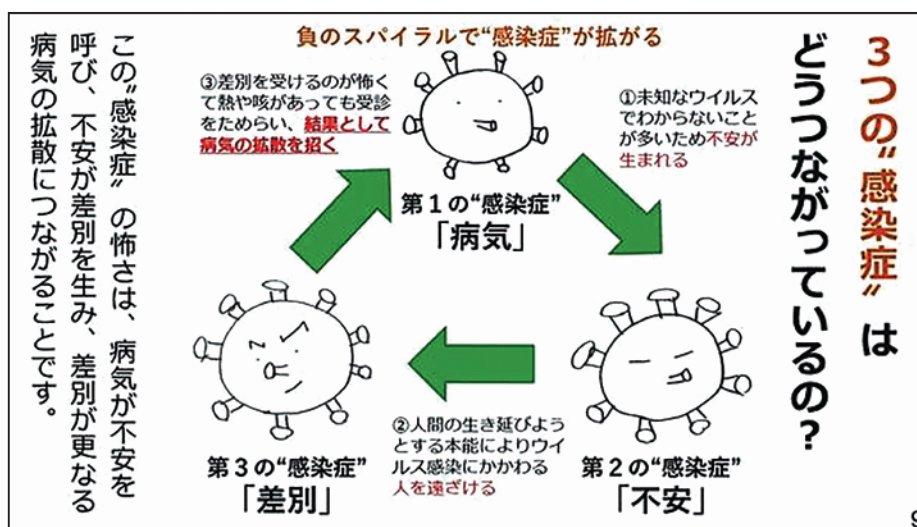 3つの“感染症”は
どうつながっているの？
負のスパイラルで“感染症”が拡がる
①未知なウイルス
でわからないこと
が多いため不安が
生まれる
第１の“感染症”
「病気」
第２の“感染症”
「不安」
②人間の生き延びよう
とする本能によりウイ
ルス感染にかかわる
人を遠ざける
第３の“感染症”
「差別」
③差別を受けるのが怖く
て熱や咳があっても受診
をためらい、結果として
病気の拡散を招く
この“感染症”の怖さは、病気が不安を
呼び、不安が差別を生み、差別が更なる
病気の拡散につながることです。
9